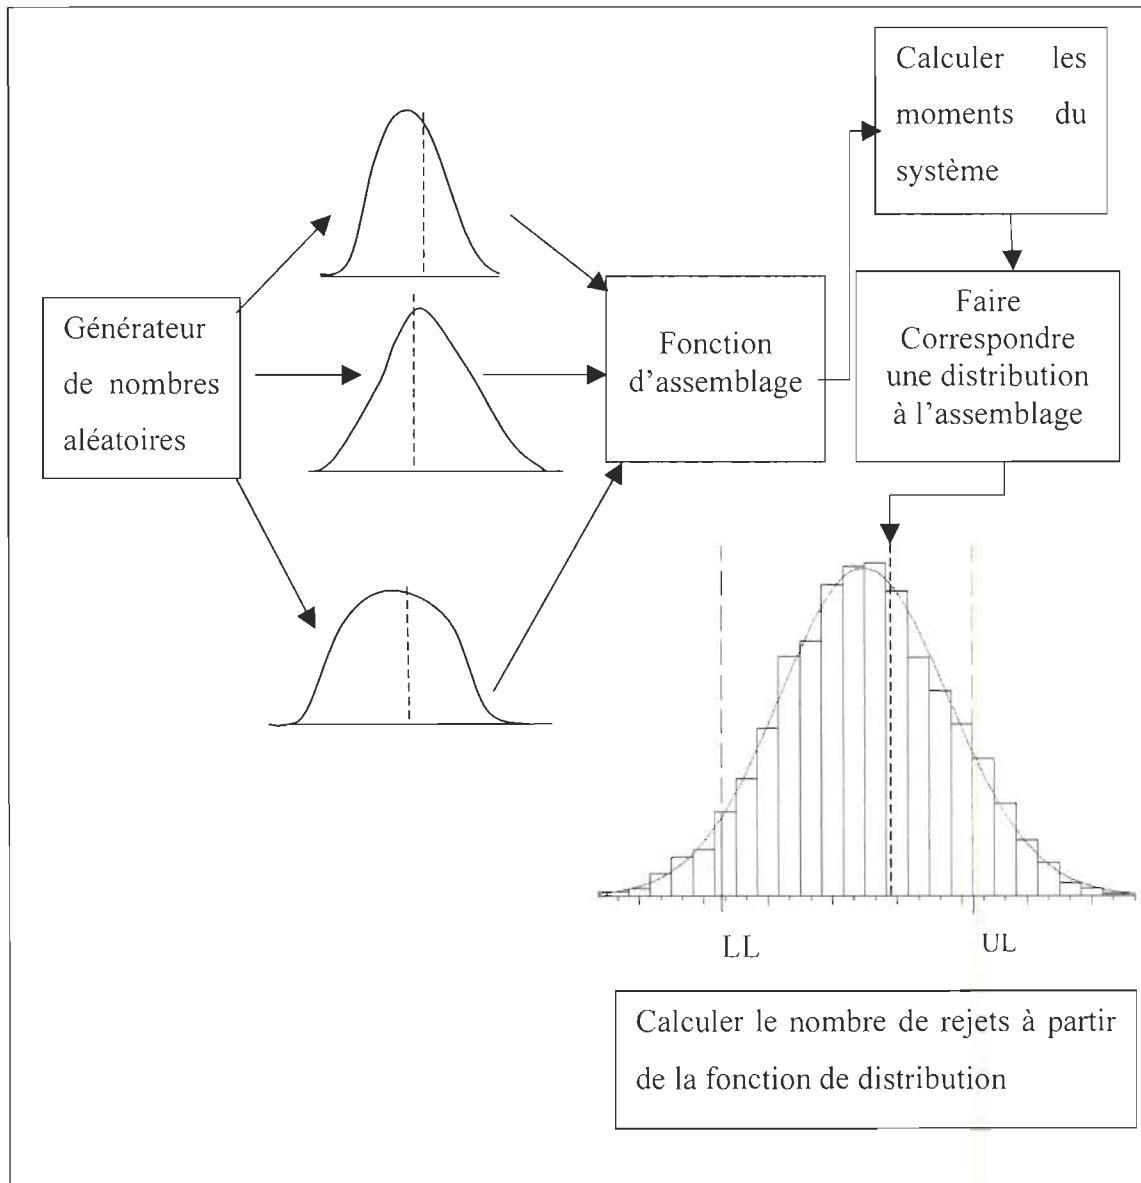 Calculer les
moments du
système
Générateur
de nombres
aléatoires
Fonction
d'assemblage
Faire
Correspondre
une distribution
à l'assemblage
LL
UL
Calculer le nombre de rejets à partir
de la fonction de distribution